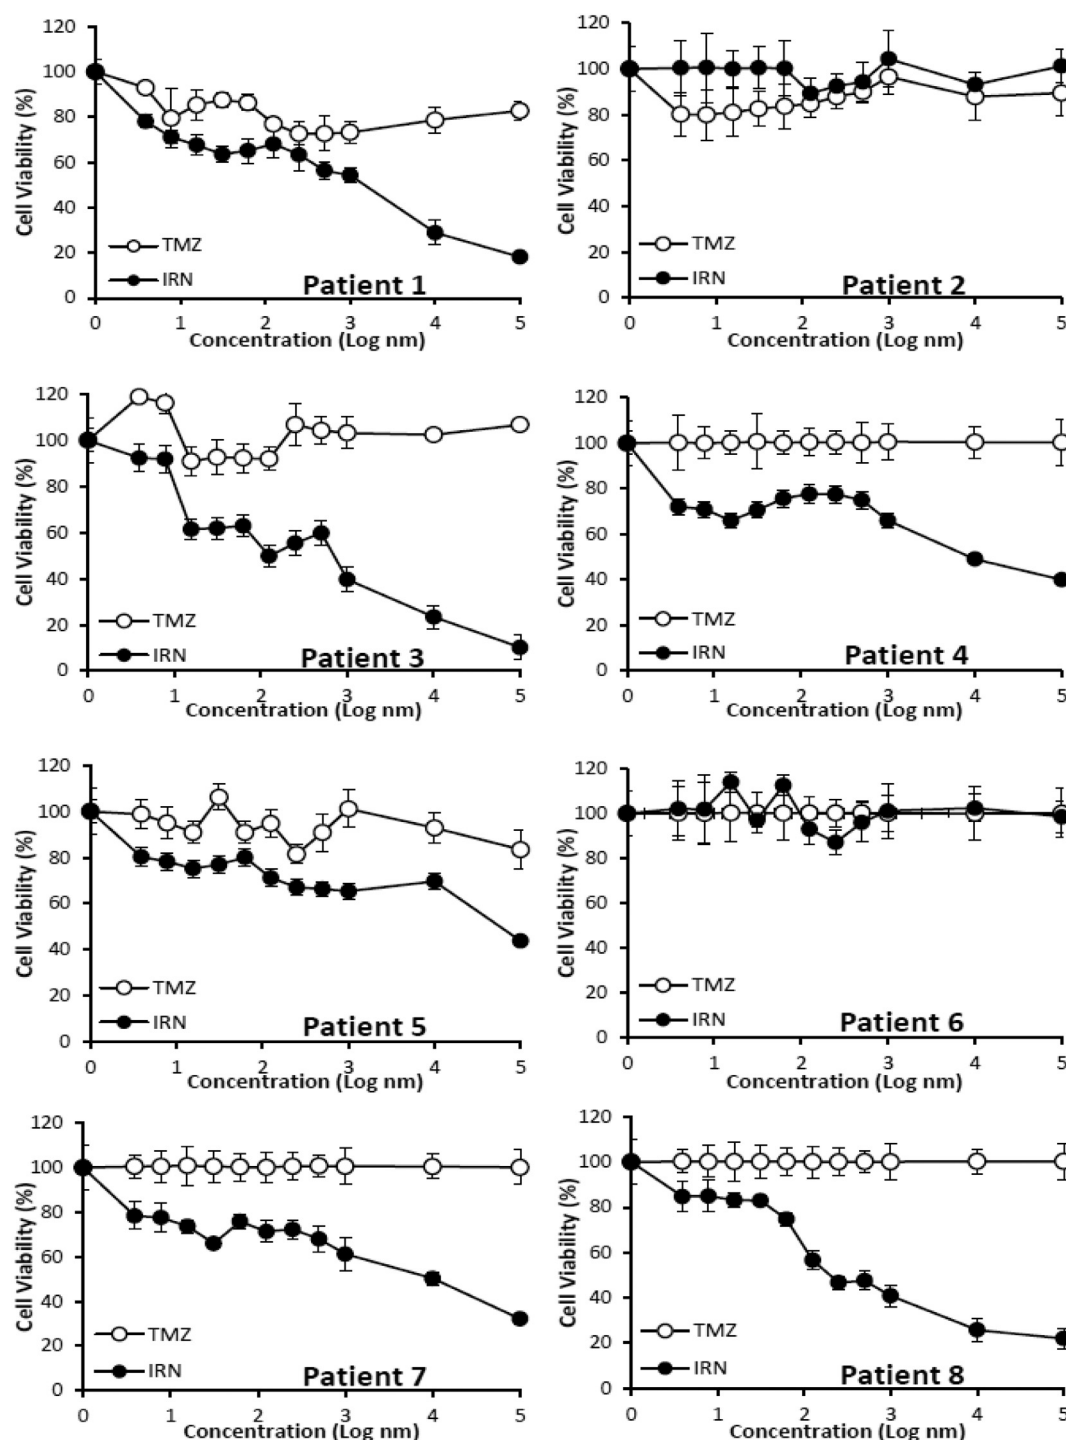 120
100
80
60
40
20
0
Cell Viability (%)
TMZ
IRN
Patient 1
0 1 2 3 4 5
Concentration (Log nm)
120
100
80
60
40
20
0
Cell Viability (%)
TMZ
IRN
Patient 2
0 1 2 3 4 5
Concentration (Log nm)
120
100
80
60
40
20
0
Cell Viability (%)
TMZ
IRN
Patient 3
0 1 2 3 4 5
Concentration (Log nm)
120
100
80
60
40
20
0
Cell Viability (%)
TMZ
IRN
Patient 4
0 1 2 3 4 5
Concentration (Log nm)
120
100
80
60
40
20
0
Cell Viability (%)
TMZ
IRN
Patient 5
0 1 2 3 4 5
Concentration (Log nm)
120
100
80
60
40
20
0
Cell Viability (%)
TMZ
IRN
Patient 6
0 1 2 3 4 5
Concentration (Log nm)
120
100
80
60
40
20
0
Cell Viability (%)
TMZ
IRN
Patient 7
0 1 2 3 4 5
Concentration (Log nm)
120
100
80
60
40
20
0
Cell Viability (%)
TMZ
IRN
Patient 8
0 1 2 3 4 5
Concentration (Log nm)